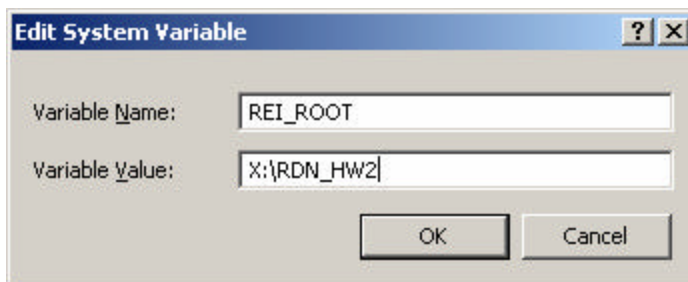 Edit System Variable
Variable Name: REI_ROOT
Variable Value: X:\RDN_HW2
OK Cancel